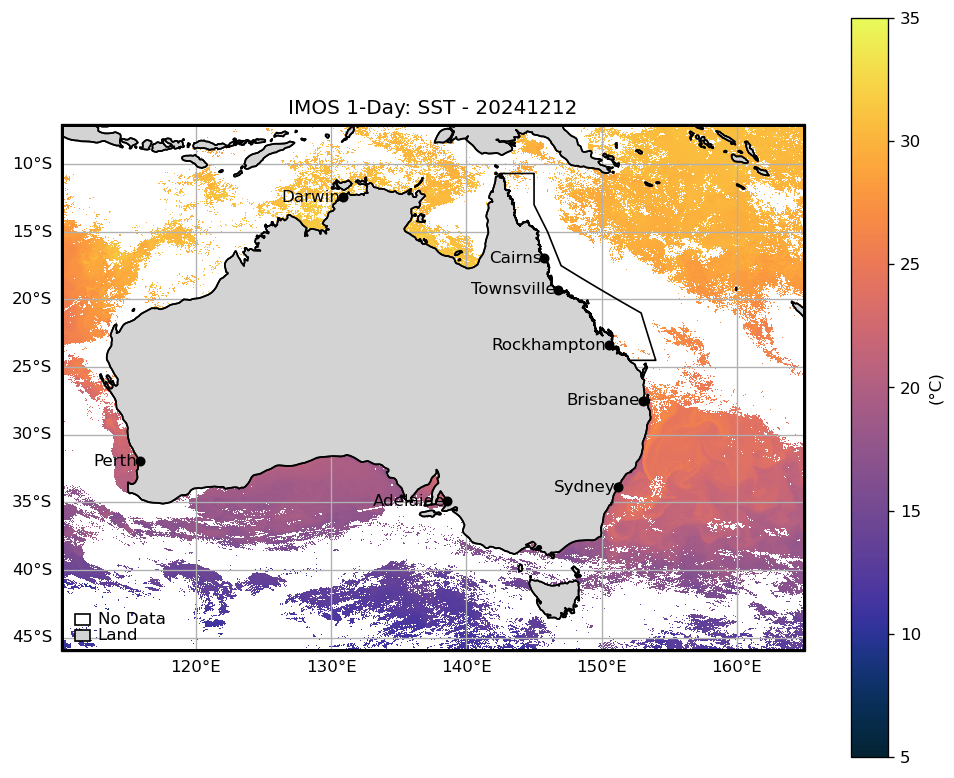 IMOS 1-Day: SST - 20241212
35
30
25
20
15
10
5
(°C)
10°S
15°S
20°S
25°S
30°S
35°S
40°S
45°S
Darwin
Cairns
Townsville
Rockhampton
Brisbane
Perth
Sydney
Adelaide
No Data
Land
120°E
130°E
140°E
150°E
160°E